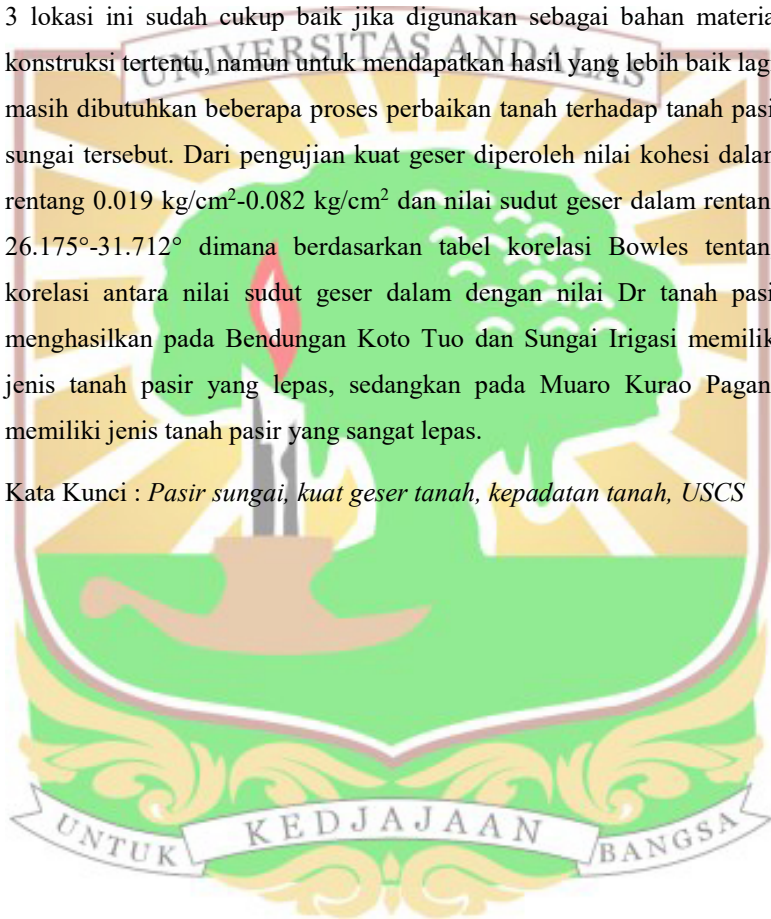 3 lokasi ini sudah cukup baik jika digunakan sebagai bahan materia
konstruksi tertentu, namun untuk mendapatkan hasil yang lebih baik lag
UNIVERSITAS ANDALAS
masih dibutuhkan beberapa proses perbaikan tanah terhadap tanah pasi
sungai tersebut. Dari pengujian kuat geser diperoleh nilai kohesi dalan
rentang 0.019 kg/cm²-0.082 kg/cm² dan nilai sudut geser dalam rentan
26.175°-31.712° dimana berdasarkan tabel korelasi Bowles tentan
korelasi antara nilai sudut geser dalam dengan nilai Dr tanah pasi
menghasilkan pada Bendungan Koto Tuo dan Sungai Irigasi memilik
jenis tanah pasir yang lepas, sedangkan pada Muaro Kurao Pagan
memiliki jenis tanah pasir yang sangat lepas.
Kata Kunci : Pasir sungai, kuat geser tanah, kepadatan tanah, USCS
UNTUK KEDJAJAAN BANGSA